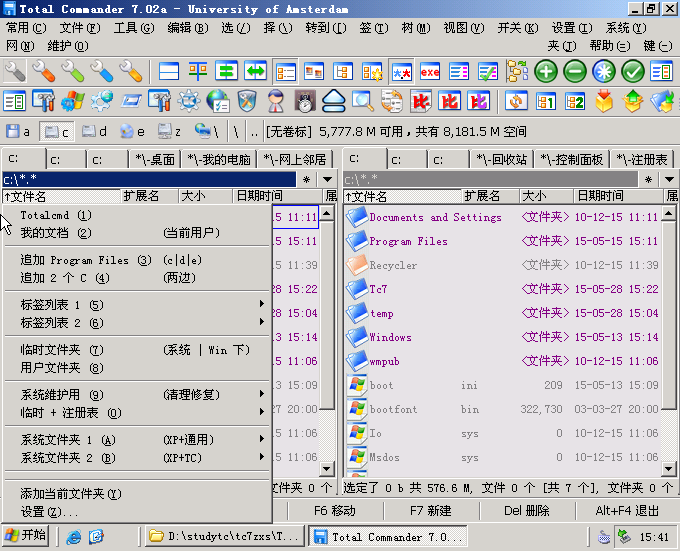 Total Commander 7.02a - University of Amsterdam
常用(C) 文件(F) 工具(G) 编辑(B) 选(/) 择(\) 转到(I) 签(T) 树(M) 视图(V) 开关(K) 设置(I) 系统(Y)
网(N) 维护(O) 夹(J) 帮助(E) 键(-)
exe
a c d e z \ \ .. [无卷标] 5,777.8 M 可用，共有 8,181.5 M 空间
c: c: c: *\-桌面 *\-我的电脑 *\-网上邻居 c: c: c: *\-回收站 *\-控制面板 *\-注册表
c:\*.* * ▼ c:\*.* * ▼
↑文件名 扩展名 大小 日期时间 属 ↑文件名 扩展名 大小 日期时间
Totalcmd (1)
我的文档 (2) (当前用户)
追加 Program Files (3) (c|d|e)
追加 2 个 C (4) (两边)
标签列表 1 (5)
标签列表 2 (6)
临时文件夹 (7) (系统 | Win 下)
用户文件夹 (8)
系统维护用 (9) (清理修复)
临时 + 注册表 (0)
系统文件夹 1 (A) (XP+通用)
系统文件夹 2 (B) (XP+TC)
添加当前文件夹(Y)
设置(Z)...
15 11:11
15 15:11
15 11:39
28 15:22
28 15:05
13 15:14
15 11:06
13 15:09
27 20:00
15 11:06
15 11:06
Documents and Settings <文件夹> 10-12-15 11:11
Program Files <文件夹> 15-05-15 15:11
Recycler <文件夹> 10-12-15 11:39
Tc7 <文件夹> 15-05-28 15:22
temp <文件夹> 15-05-28 15:05
Windows <文件夹> 15-05-13 15:14
wmpub <文件夹> 10-12-15 11:06
boot ini 209 15-05-13 15:09
bootfont bin 322,730 03-03-27 20:00
Io sys 0 10-12-15 11:06
Msdos sys 0 10-12-15 11:06
文件夹 0 个 选定了 0 b 共 576.6 M, 文件 0 个 [共 7 个], 文件夹 0 个
F6 移动 F7 新建 Del 删除 Alt+F4 退出
开始 D:\studytc\tc7zxs\T... Total Commander 7.0... 15:41